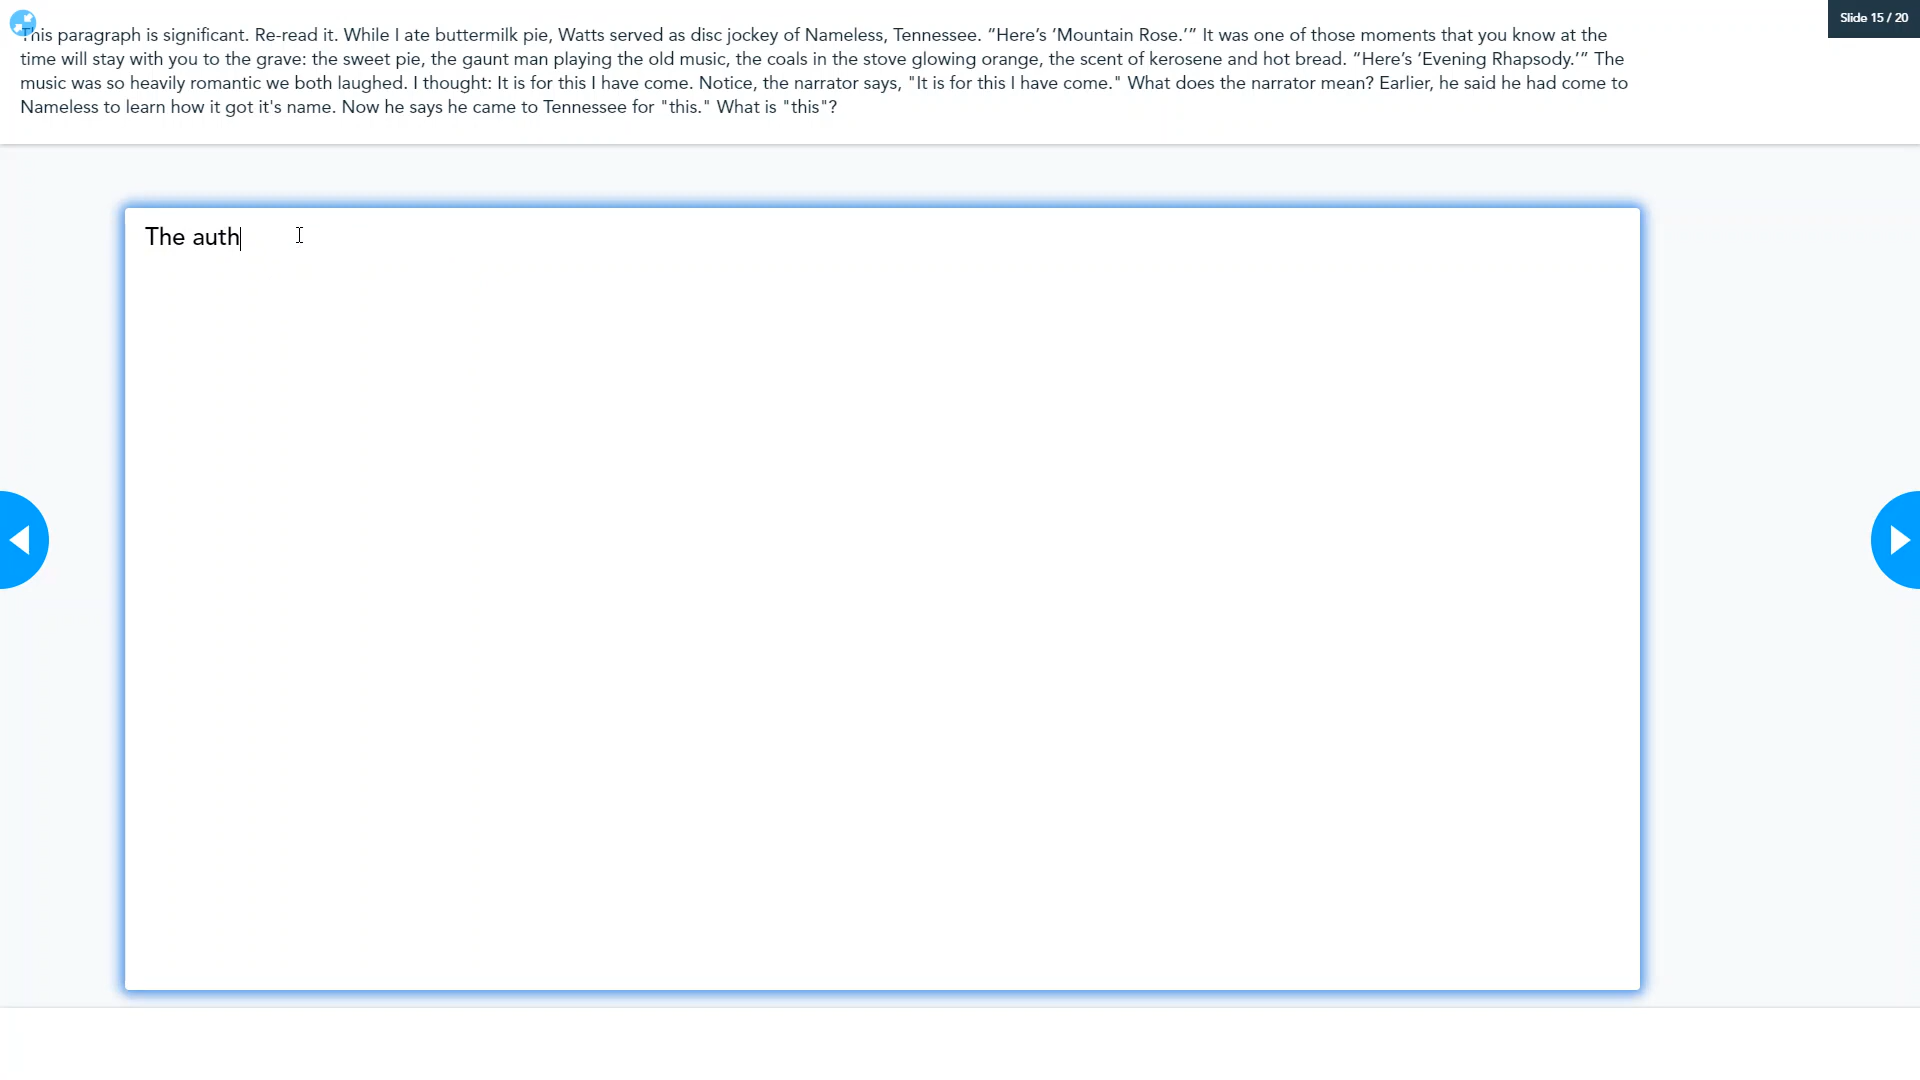 Slide 15 / 20
This paragraph is significant. Re-read it. While I ate buttermilk pie, Watts served as disc jockey of Nameless, Tennessee. “Here’s ‘Mountain Rose.’” It was one of those moments that you know at the
time will stay with you to the grave: the sweet pie, the gaunt man playing the old music, the coals in the stove glowing orange, the scent of kerosene and hot bread. “Here’s ‘Evening Rhapsody.’” The
music was so heavily romantic we both laughed. I thought: It is for this I have come. Notice, the narrator says, "It is for this I have come." What does the narrator mean? Earlier, he said he had come to
Nameless to learn how it got it's name. Now he says he came to Tennessee for "this." What is "this"?
The auth